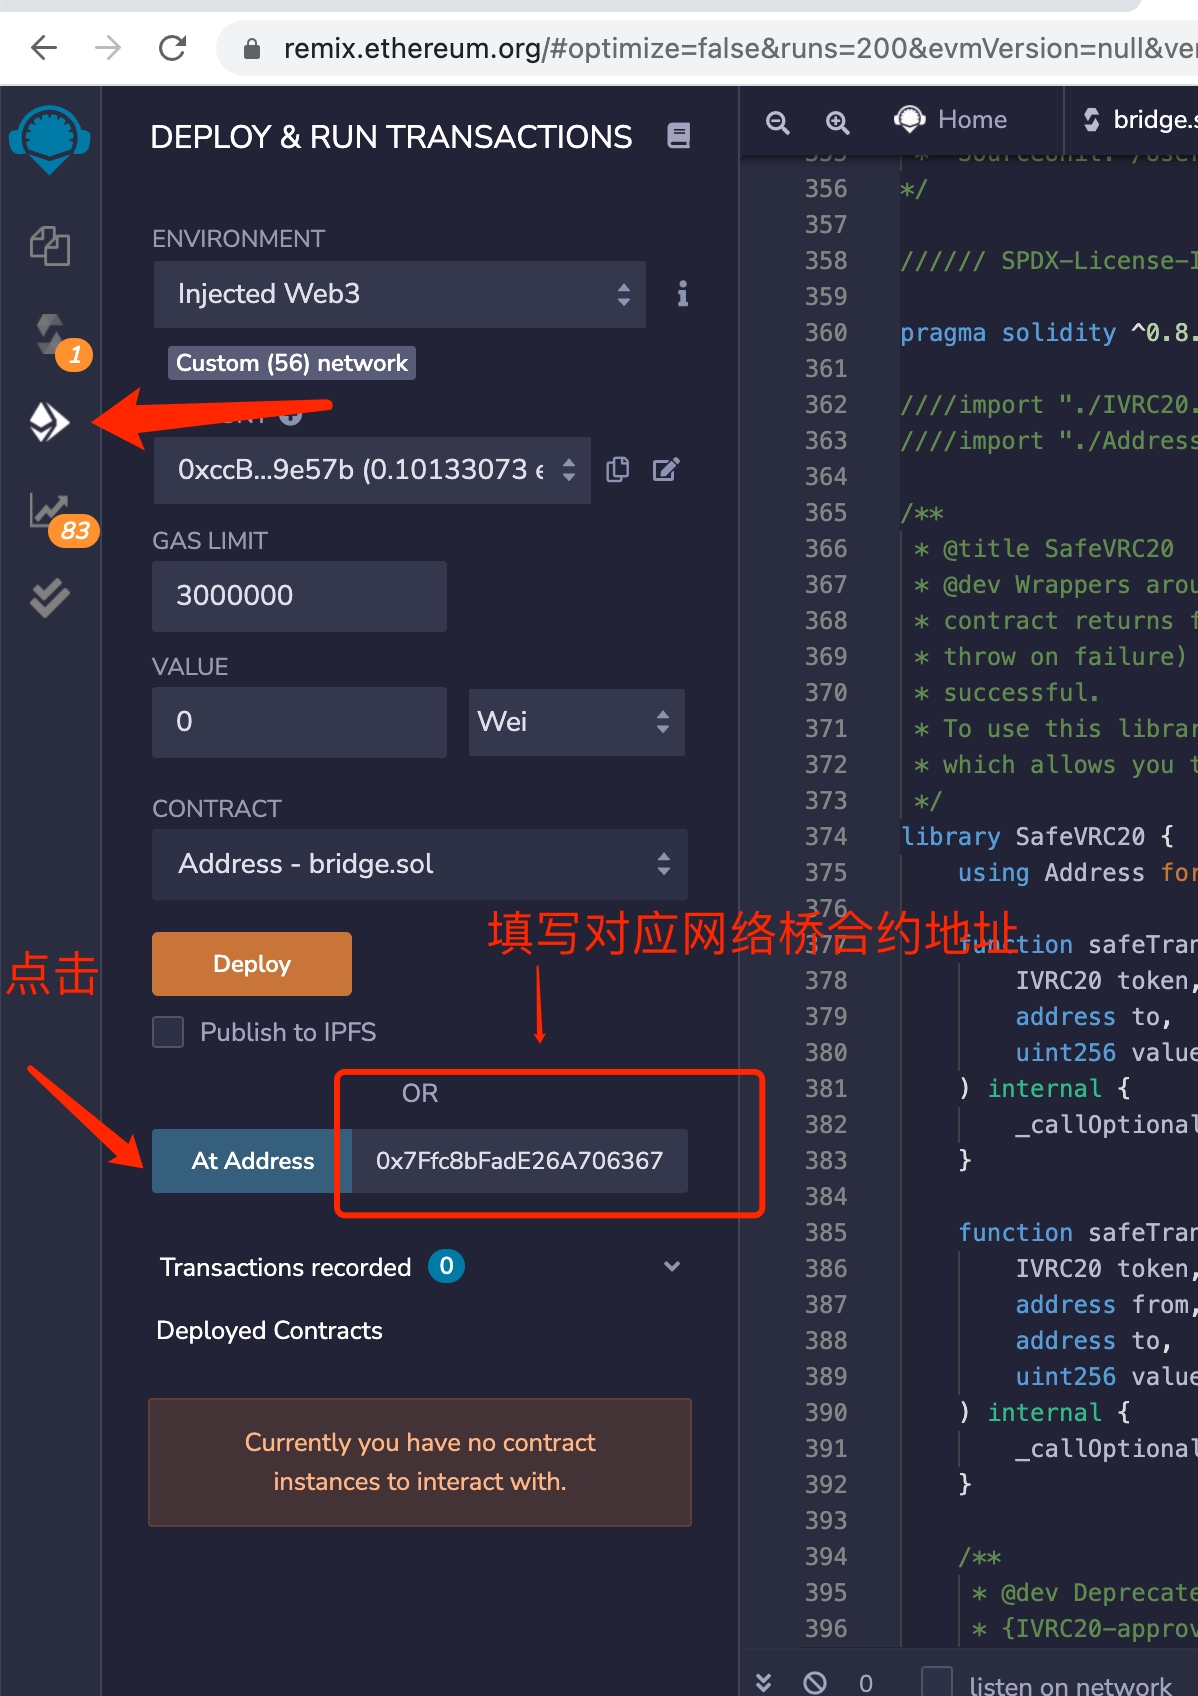 remix.ethereum.org/#optimize=false&runs=200&evmVersion=null&ver
DEPLOY & RUN TRANSACTIONS
ENVIRONMENT
Injected Web3
Custom (56) network
0xccB...9e57b (0.10133073 e
GAS LIMIT
3000000
VALUE
0
Wei
CONTRACT
Address - bridge.sol
填写对应网络桥合约地址
点击
Deploy
Publish to IPFS
OR
At Address
0x7Ffc8bFadE26A706367
Transactions recorded 0
Deployed Contracts
Currently you have no contract
instances to interact with.
1
83
Home
bridge.s
356 */
357
358 ////// SPDX-License-I
359
360 pragma solidity ^0.8.
361
362 ////import "./IVRC20.
363 ////import "./Address
364
365 /**
366 * @title SafeVRC20
367 * @dev Wrappers arou
368 * contract returns f
369 * throw on failure)
370 * successful.
371 * To use this librar
372 * which allows you t
373 */
374 library SafeVRC20 {
375 using Address for
376
377 function safeTran
378 IVRC20 token,
379 address to,
380 uint256 value
381 ) internal {
382 _callOptional
383 }
384
385 function safeTran
386 IVRC20 token,
387 address from,
388 address to,
389 uint256 value
390 ) internal {
391 _callOptional
392 }
393
394 /**
395 * @dev Deprecate
396 * {IVRC20-approv
0
listen on network